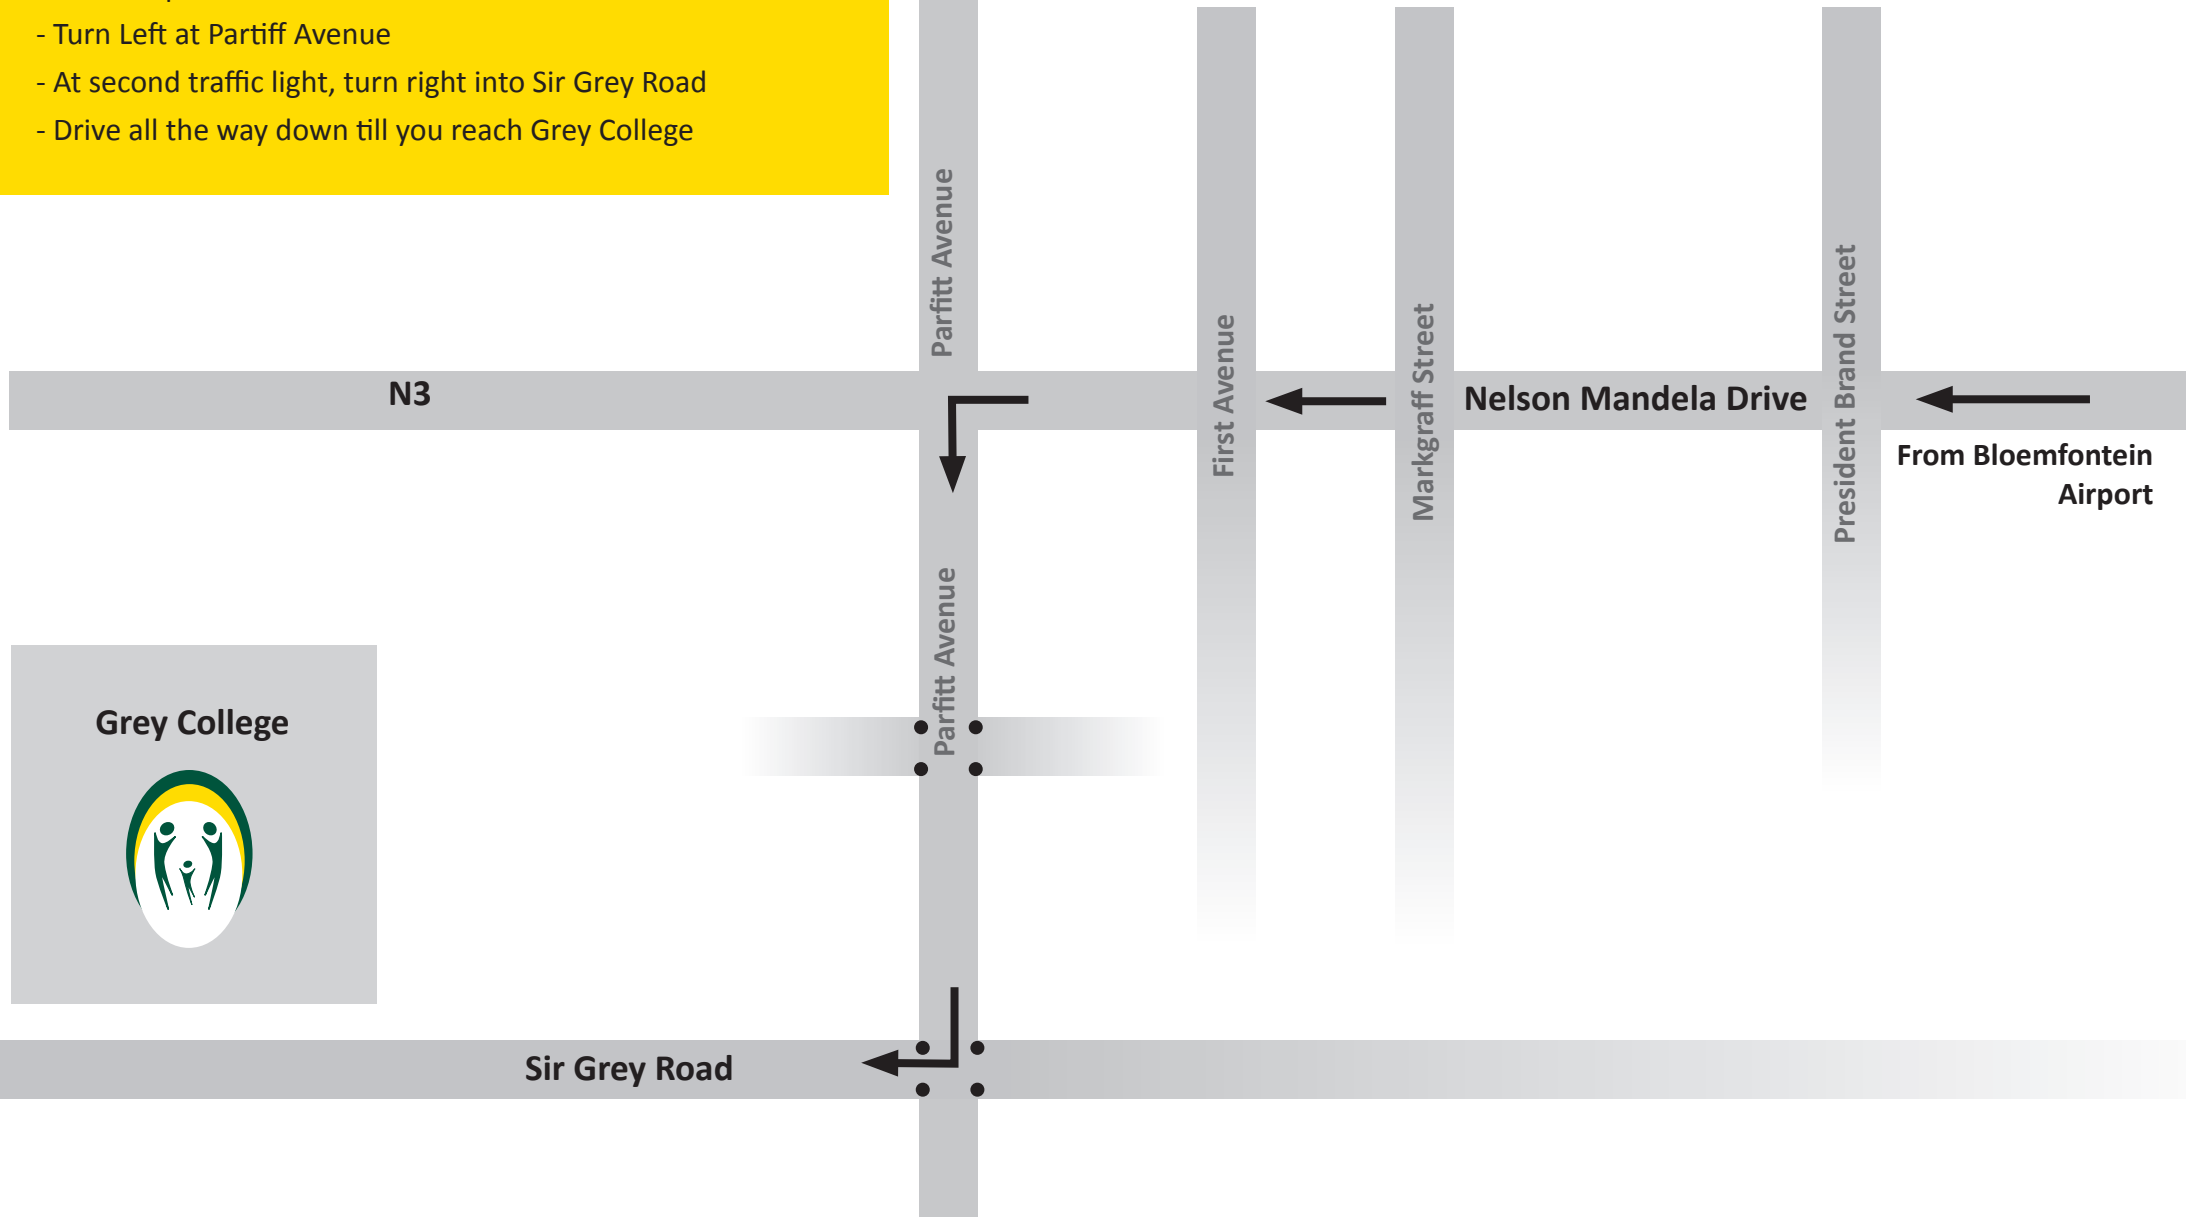 - Turn Left at Partiff Avenue
- At second traffic light, turn right into Sir Grey Road
- Drive all the way down till you reach Grey College
Parfitt Avenue
First Avenue
Markgraff Street
President Brand Street
N3
Nelson Mandela Drive
From Bloemfontein
Airport
Parfitt Avenue
Grey College
Sir Grey Road